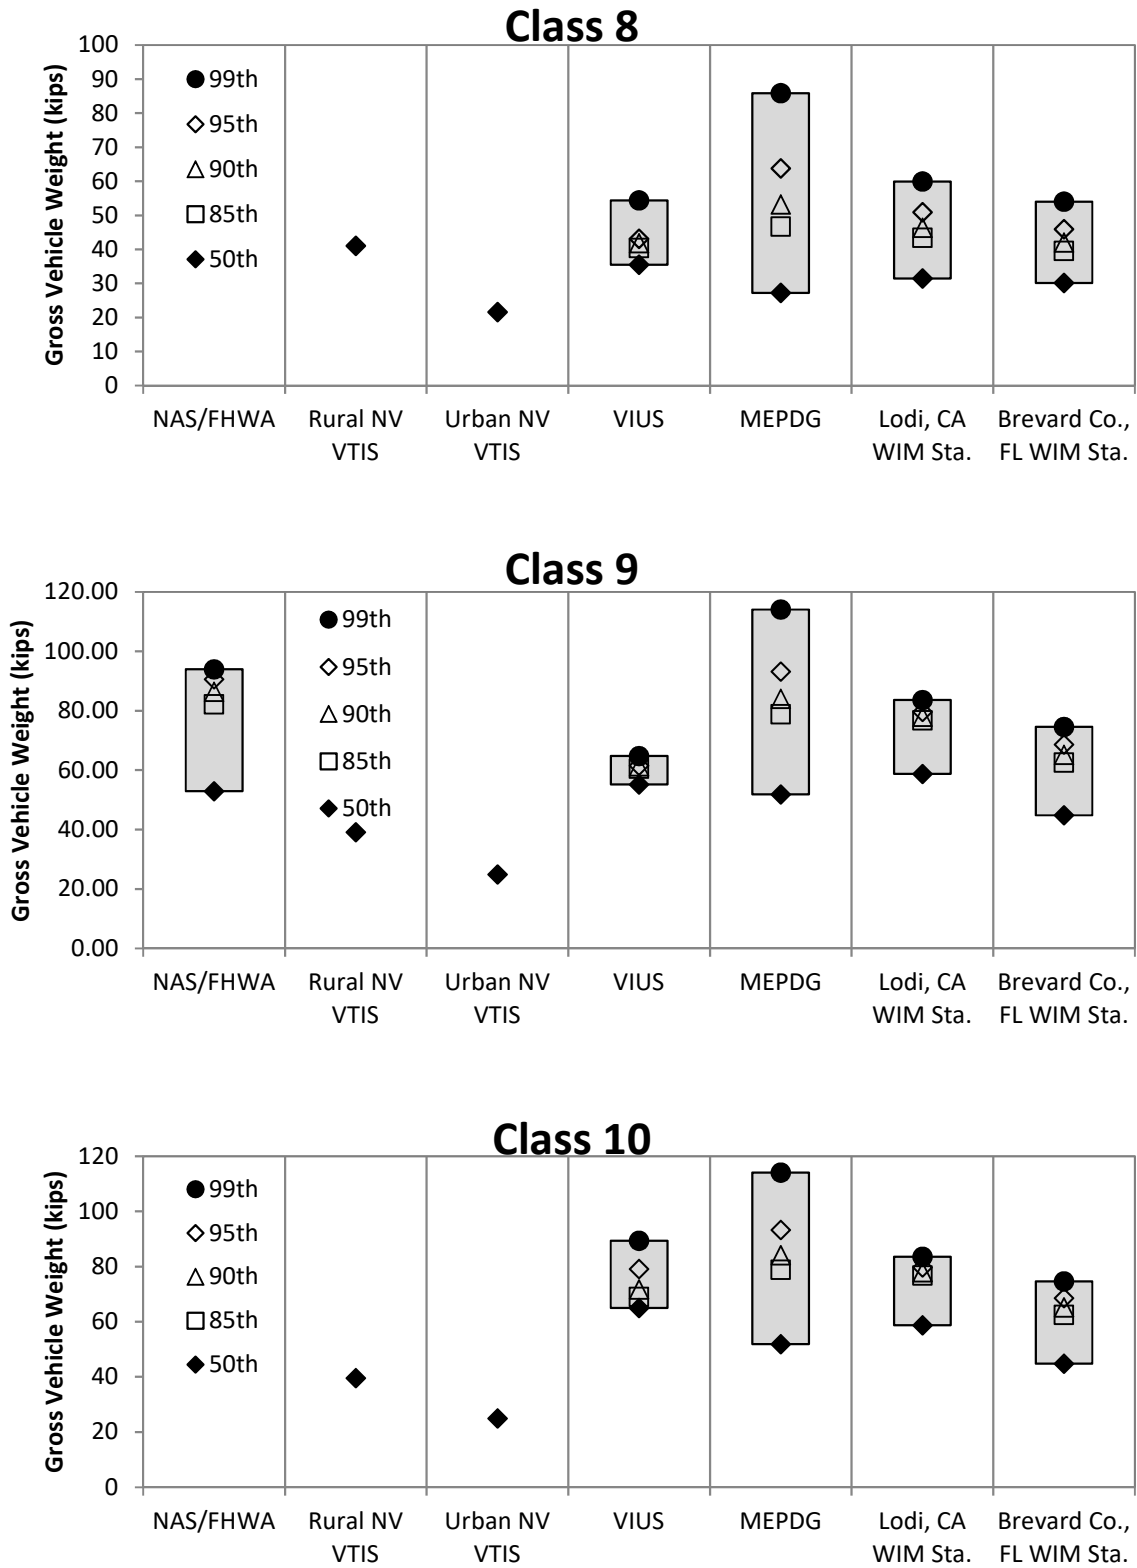 Class 8
Gross Vehicle Weight (kips)
100
90
80
70
60
50
40
30
20
10
0
99th
95th
90th
85th
50th
NAS/FHWA Rural NV Urban NV VIUS MEPDG Lodi, CA Brevard Co.,
VTIS VTIS WIM Sta. FL WIM Sta.
Class 9
Gross Vehicle Weight (kips)
120.00
100.00
80.00
60.00
40.00
20.00
0.00
99th
95th
90th
85th
50th
NAS/FHWA Rural NV Urban NV VIUS MEPDG Lodi, CA Brevard Co.,
VTIS VTIS WIM Sta. FL WIM Sta.
Class 10
Gross Vehicle Weight (kips)
120
100
80
60
40
20
0
99th
95th
90th
85th
50th
NAS/FHWA Rural NV Urban NV VIUS MEPDG Lodi, CA Brevard Co.,
VTIS VTIS WIM Sta. FL WIM Sta.